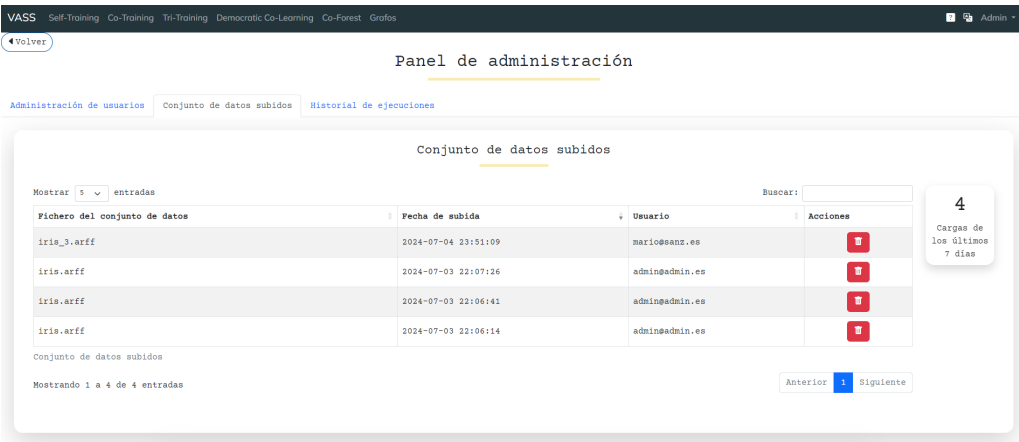 VASS Self-Training Co-Training Tri-Training Democratic Co-Learning Co-Forest Grafos Admin
Volver
Panel de administración
Administración de usuarios Conjunto de datos subidos Historial de ejecuciones
Conjunto de datos subidos
Mostrar 5 entradas Buscar:
Fichero del conjunto de datos Fecha de subida Usuario Acciones
iris_3.arff 2024-07-04 23:51:09 mario@sanz.es
iris.arff 2024-07-03 22:07:26 admin@admin.es
iris.arff 2024-07-03 22:06:41 admin@admin.es
iris.arff 2024-07-03 22:06:14 admin@admin.es
Conjunto de datos subidos
Mostrando 1 a 4 de 4 entradas Anterior 1 Siguiente
4
Cargas de
los últimos
7 días